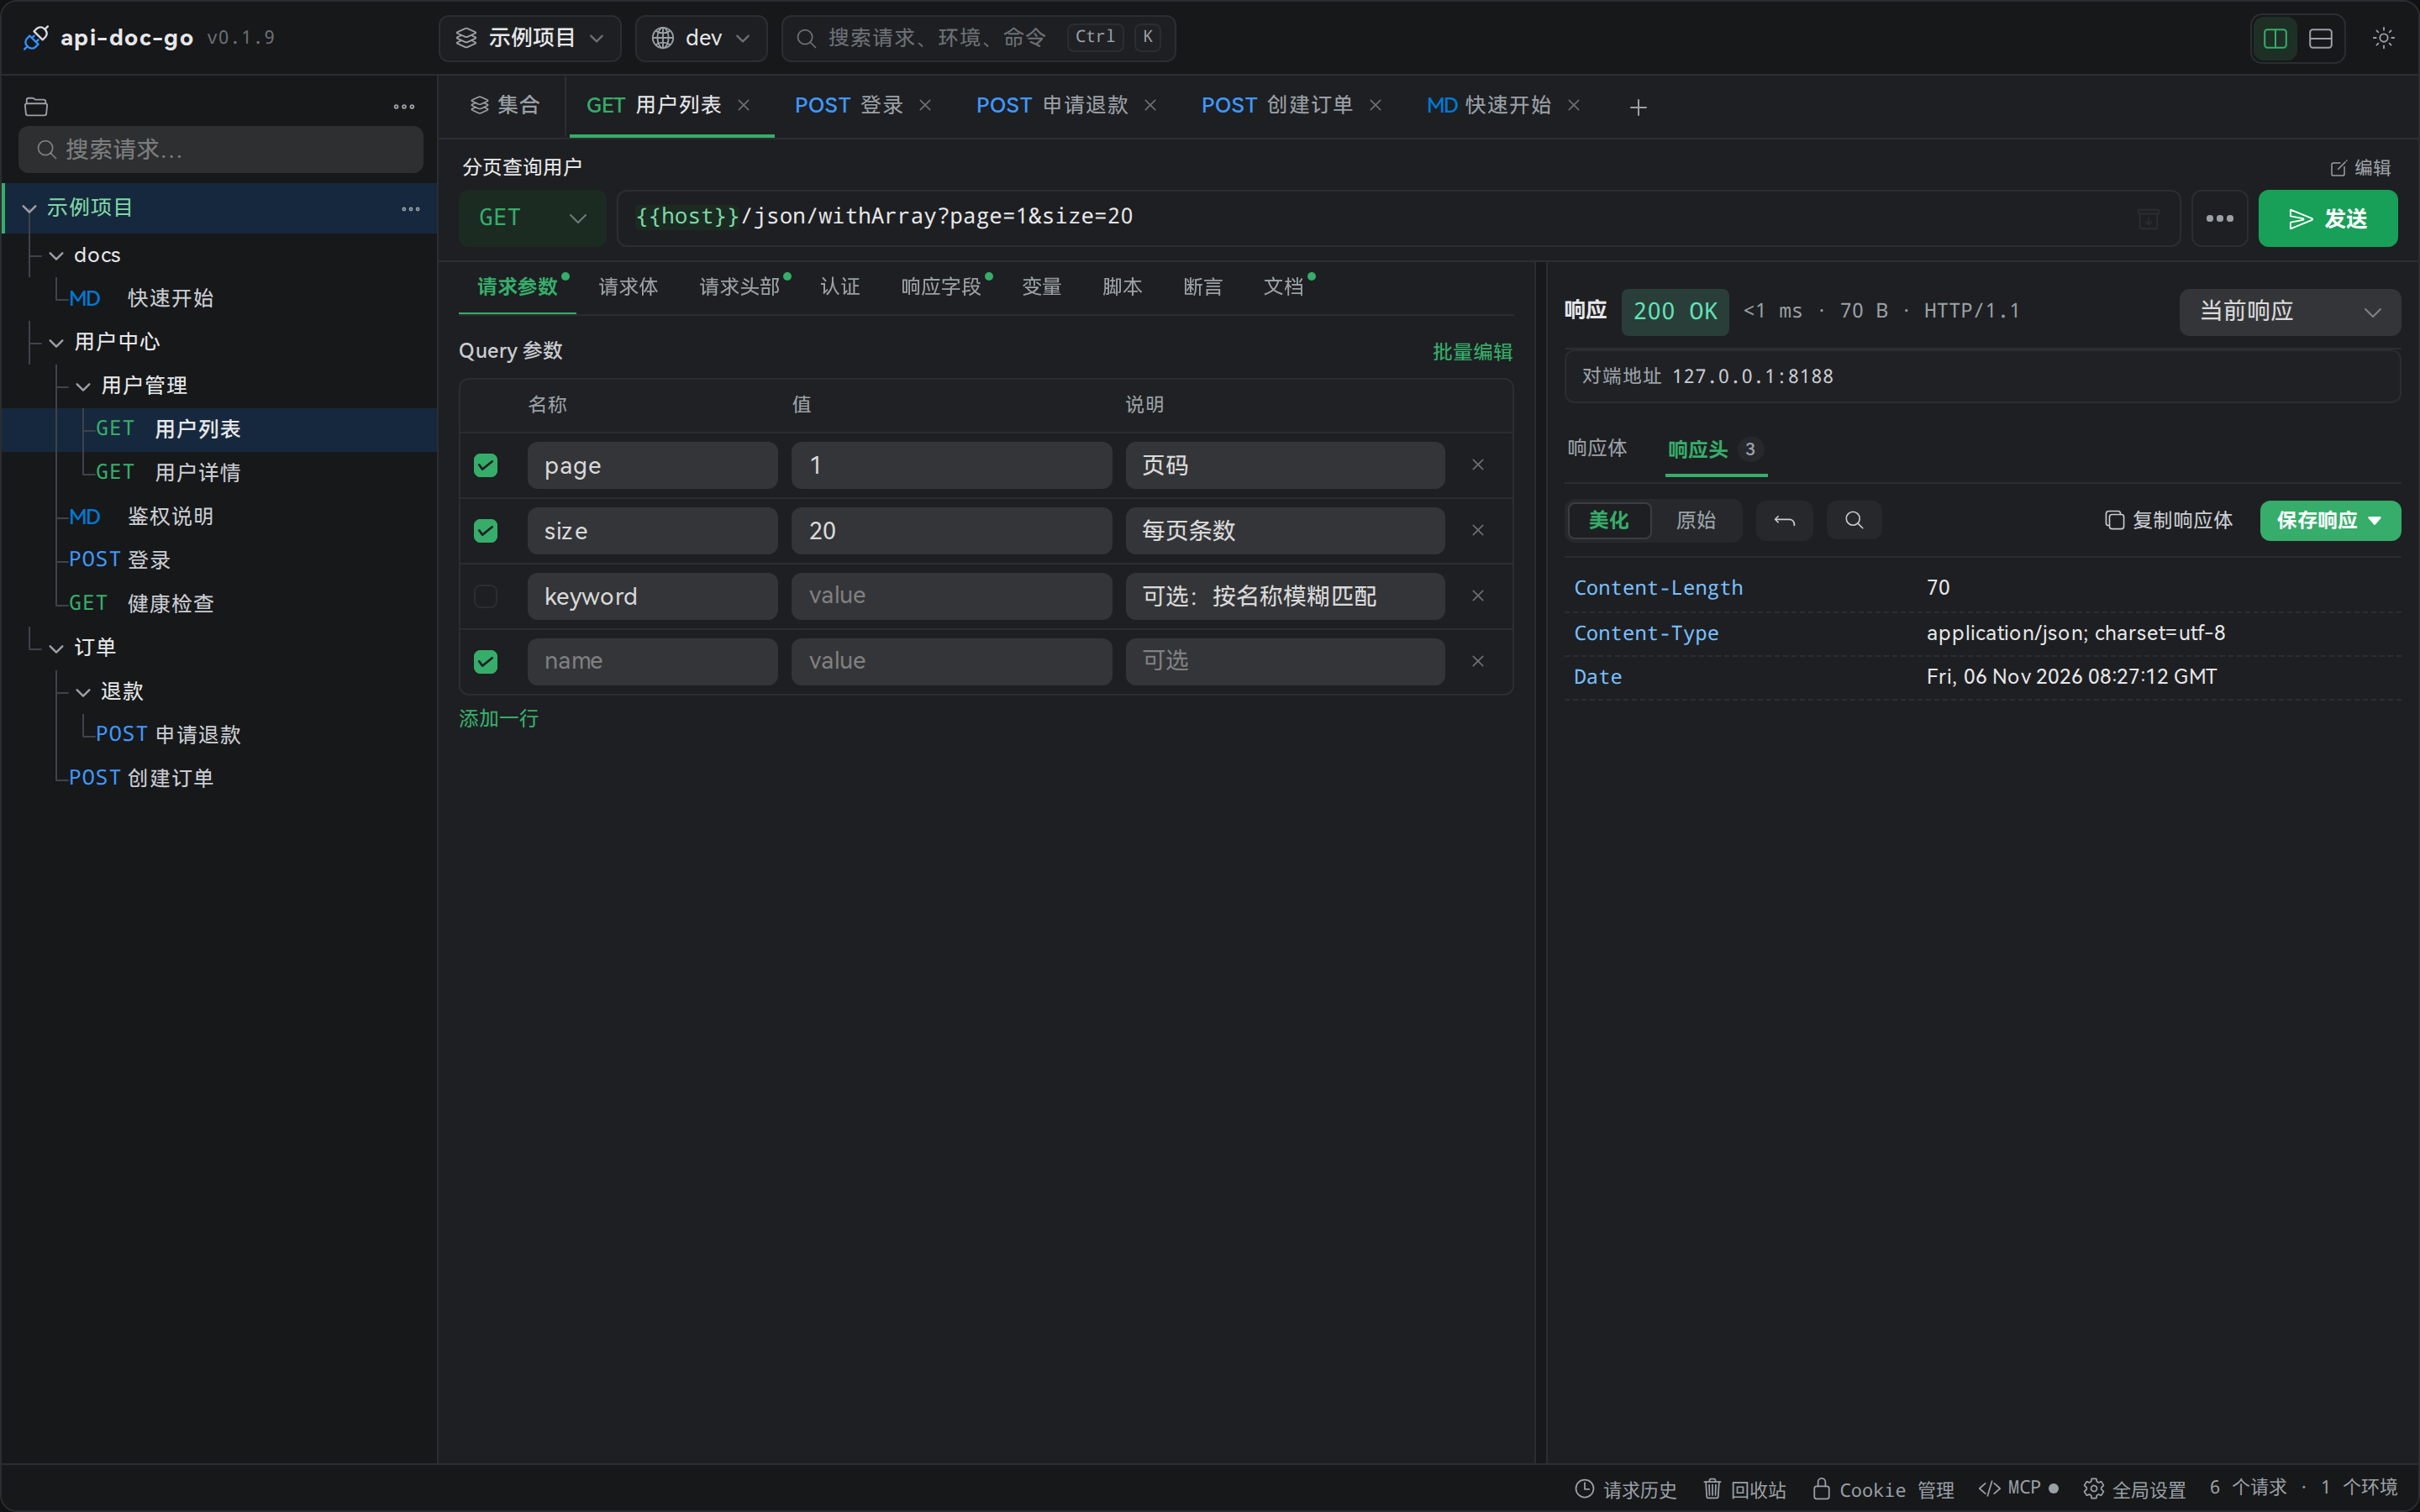 api-doc-go v0.1.9
示例项目
dev
搜索请求、环境、命令 Ctrl K
搜索请求…
示例项目
docs
MD 快速开始
用户中心
用户管理
GET 用户列表
GET 用户详情
MD 鉴权说明
POST 登录
GET 健康检查
订单
退款
POST 申请退款
POST 创建订单
集合
GET 用户列表
POST 登录
POST 申请退款
POST 创建订单
MD 快速开始
分页查询用户
编辑
GET
{{host}}/json/withArray?page=1&size=20
发送
请求参数 请求体 请求头部 认证 响应字段 变量 脚本 断言 文档
Query 参数 批量编辑
名称 值 说明
page 1 页码
size 20 每页条数
keyword value 可选：按名称模糊匹配
name value 可选
添加一行
响应 200 OK <1 ms · 70 B · HTTP/1.1 当前响应
对端地址 127.0.0.1:8188
响应体 响应头 3
美化 原始 复制响应体 保存响应
Content-Length 70
Content-Type application/json; charset=utf-8
Date Fri, 06 Nov 2026 08:27:12 GMT
请求历史 回收站 Cookie 管理 MCP 全局设置 6 个请求 · 1 个环境